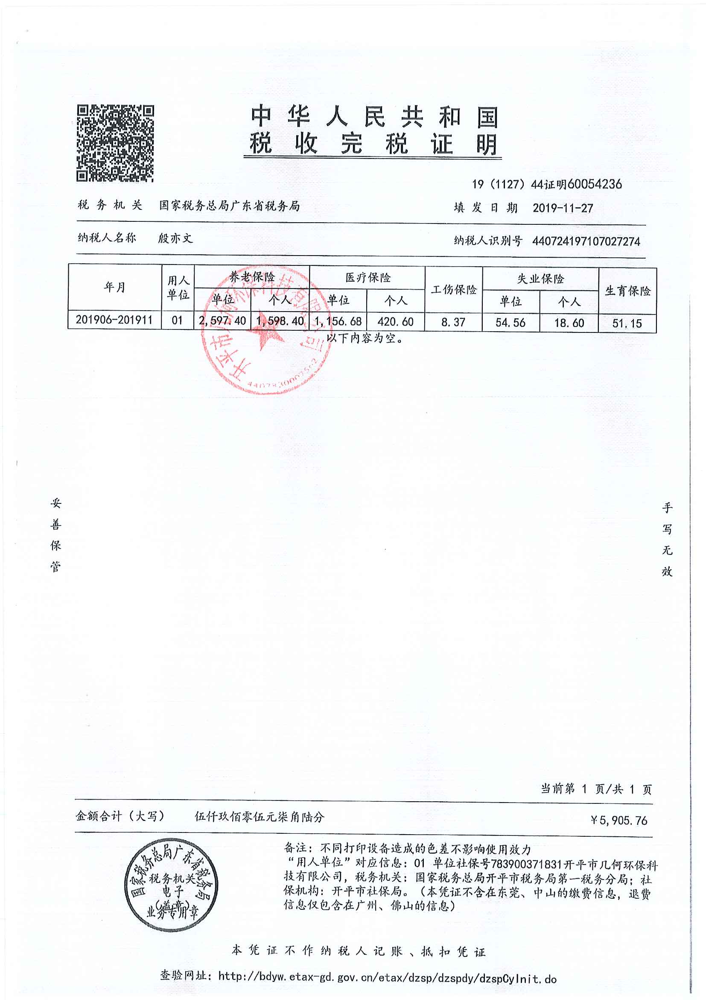 中华人民共和国
税收完税证明
19（1127）44证明60054236
税务机关 国家税务总局广东省税务局 填发日期 2019-11-27
纳税人名称 殷亦文 纳税人识别号 440724197107027274
年月 用人单位 养老保险 医疗保险 工伤保险 失业保险 生育保险
单位 个人 单位 个人 单位 个人
201906-201911 01 2,597.40 1,598.40 1,156.68 420.60 8.37 54.56 18.60 51.15
以下内容为空。
开平市几何环保科技有限公司
妥善保管
手写无效
当前第 1 页/共 1 页
金额合计（大写） 伍仟玖佰零伍元柒角陆分 ￥5,905.76
国家税务总局广东省税务局
税务机关
电子
（盖章）
业务专用章
备注：不同打印设备造成的色差不影响使用效力
“用人单位”对应信息：01 单位社保号783900371831开平市几何环保科
技有限公司，税务机关：国家税务总局开平市税务局第一税务分局；社
保机构：开平市社保局。（本凭证不含在东莞、中山的缴费信息，退费
信息仅包含在广州、佛山的信息）
本凭证不作纳税人记账、抵扣凭证
查验网址：http://bdyw.etax-gd.gov.cn/etax/dzsp/dzspdy/dzspCyInit.do